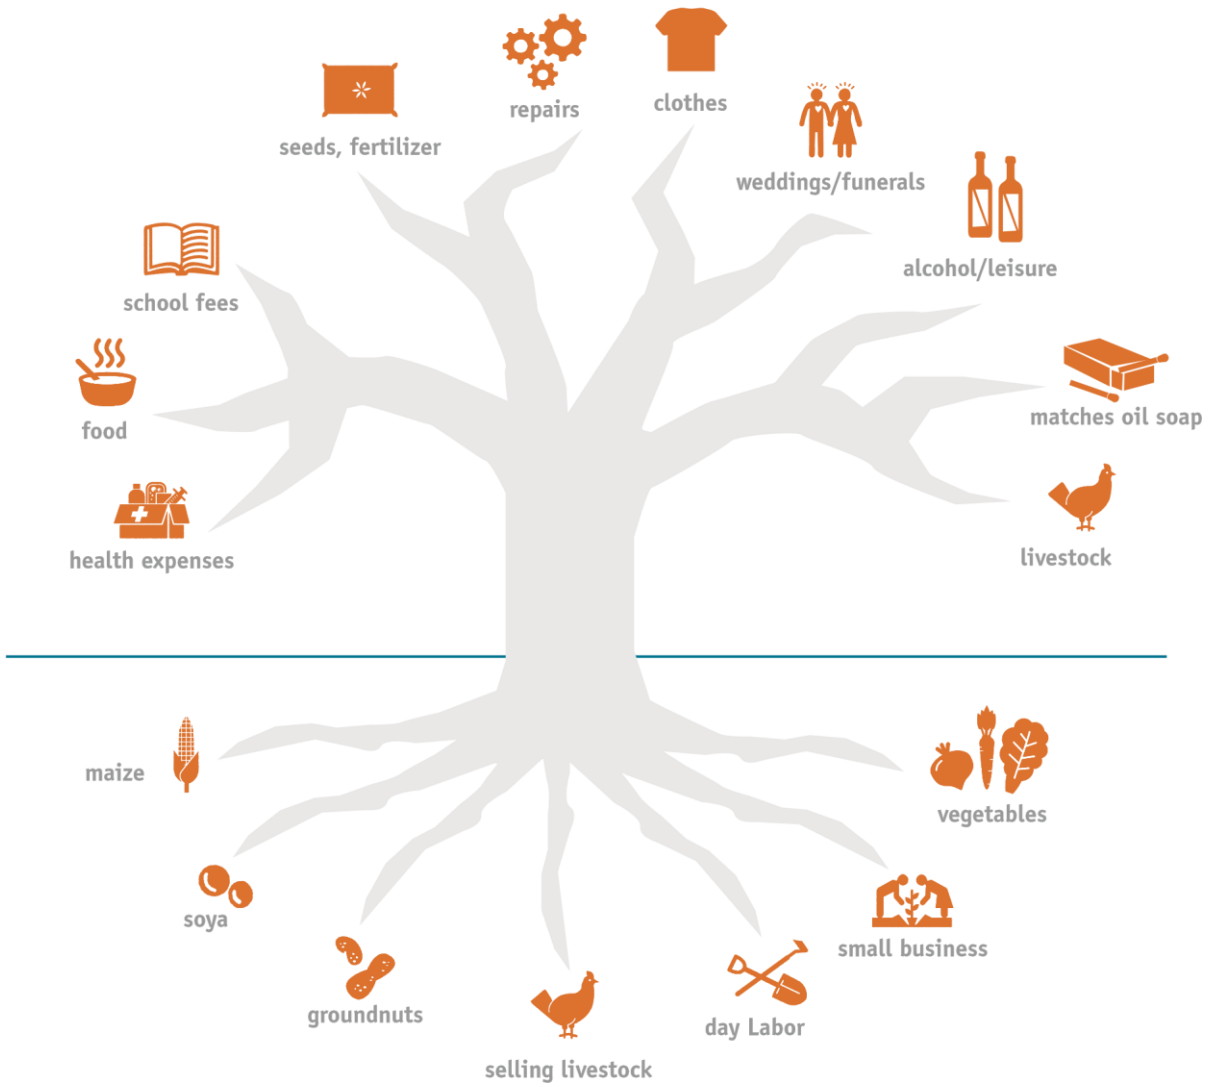 clothes
repairs
seeds, fertilizer
weddings/funerals
alcohol/leisure
school fees
matches oil soap
food
livestock
health expenses
maize
vegetables
soya
small business
groundnuts
day Labor
selling livestock